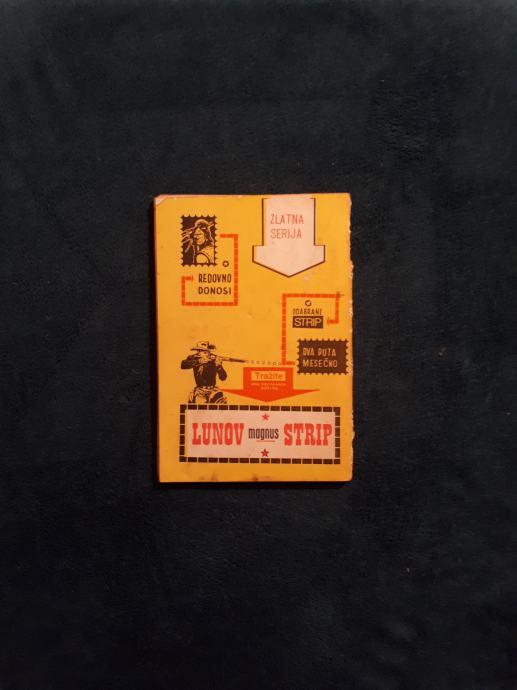 ZLATNA
SERIJA
REDOVNO
DONOSI
ODABRANI
STRIP
DVA PUTA
MESEČNO
Tražite
LUNOV magnus STRIP